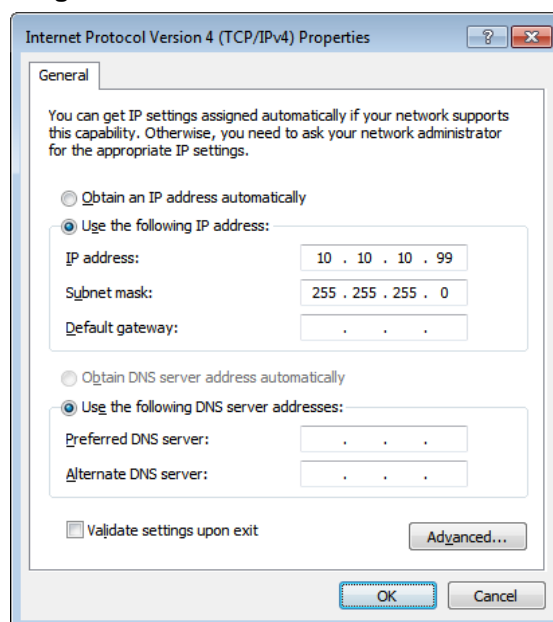 Internet Protocol Version 4 (TCP/IPv4) Properties
General
You can get IP settings assigned automatically if your network supports
this capability. Otherwise, you need to ask your network administrator
for the appropriate IP settings.
Obtain an IP address automatically
Use the following IP address:
IP address: 10 . 10 . 10 . 99
Subnet mask: 255 . 255 . 255 . 0
Default gateway: . . .
Obtain DNS server address automatically
Use the following DNS server addresses:
Preferred DNS server: . . .
Alternate DNS server: . . .
Validate settings upon exit
Advanced...
OK Cancel